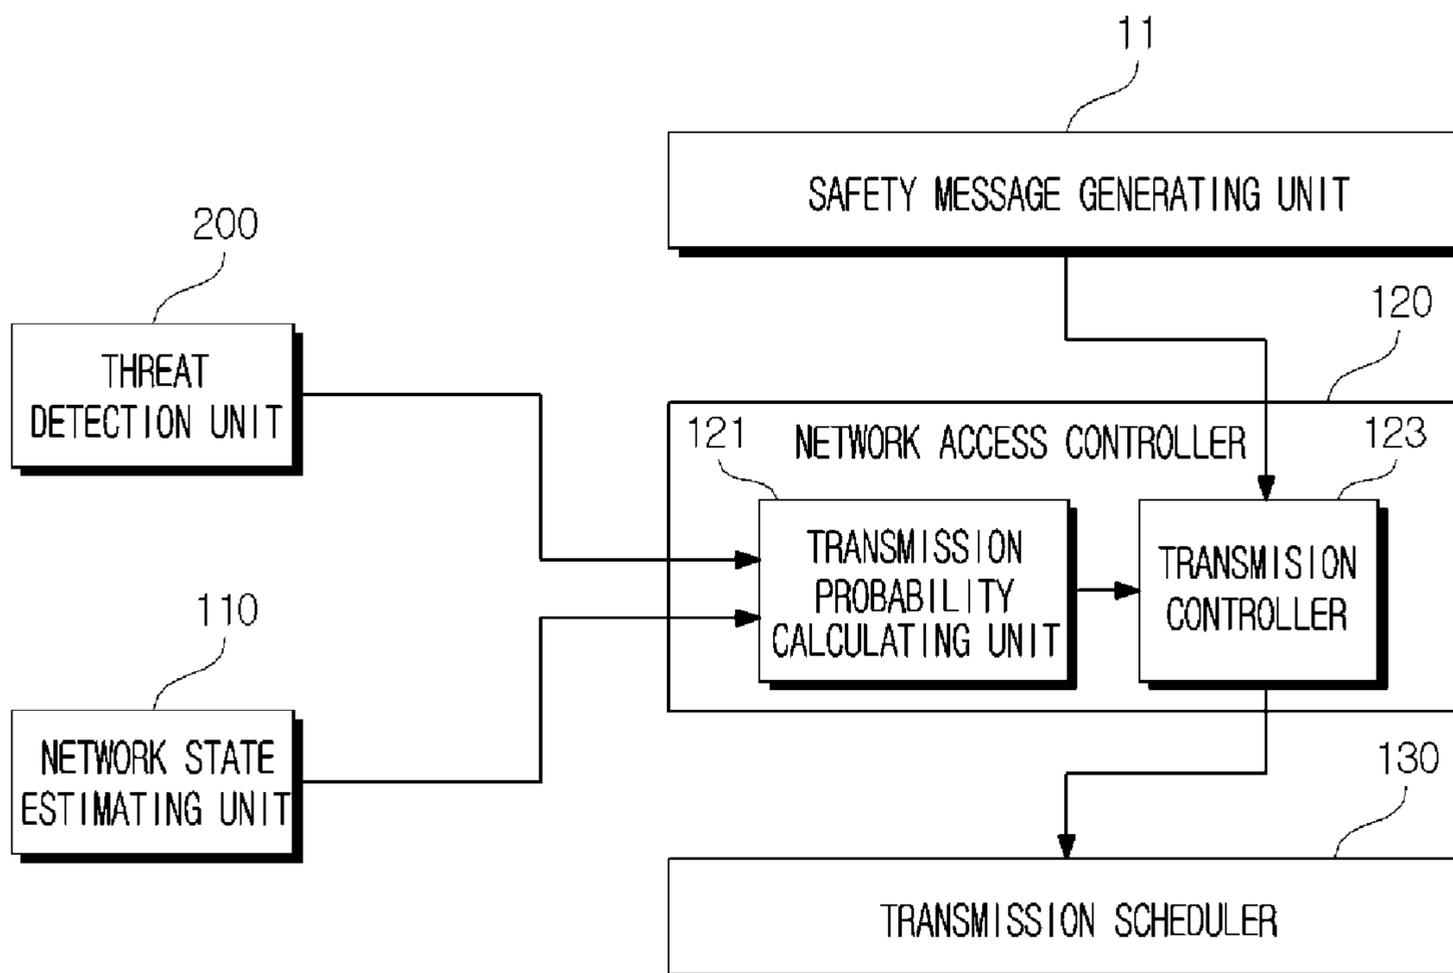 11
SAFETY MESSAGE GENERATING UNIT
200
THREAT
DETECTION UNIT
120
NETWORK ACCESS CONTROLLER
121
123
TRANSMISSION
PROBABILITY
CALCULATING UNIT
TRANSMISION
CONTROLLER
110
NETWORK STATE
ESTIMATING UNIT
130
TRANSMISSION SCHEDULER